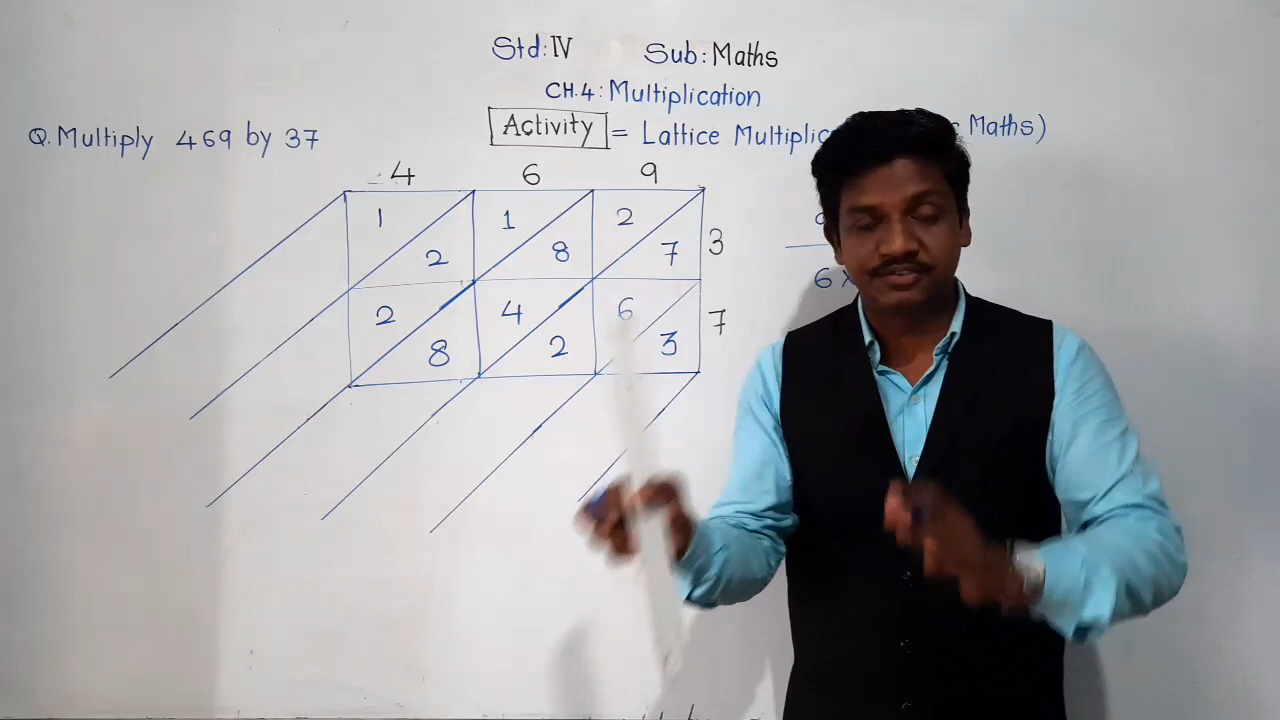 Std: IV Sub: Maths
CH.4: Multiplication
Q. Multiply 469 by 37
Activity = Lattice Maths)
4 6 9
1 1 2
2 8 7 3
6 ×
2 4 6 7
8 2 3